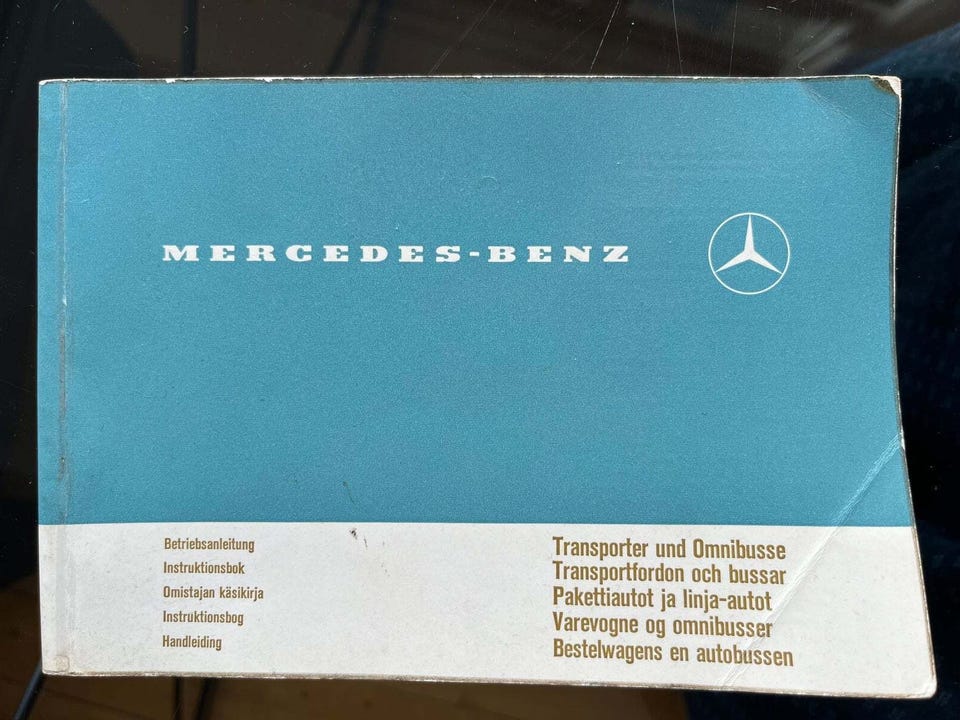 MERCEDES-BENZ
Betriebsanleitung
Instruktionsbok
Omistajan käsikirja
Instruktionsbog
Handleiding
Transporter und Omnibusse
Transportfordon och bussar
Pakettiautot ja linja-autot
Varevogne og omnibusser
Bestelwagens en autobussen